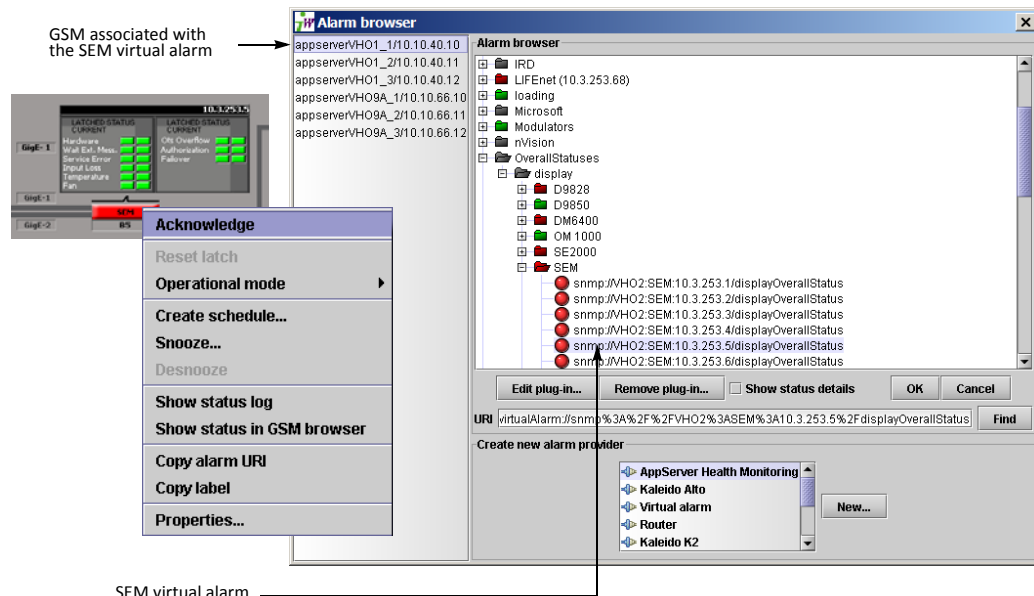 GSM associated with
the SEM virtual alarm
10.3.253.5
LATCHED STATUS
CURRENT
LATCHED STATUS
CURRENT
GigE-1
Hardware
Wait Ext. Mess.
Service Error
Input Loss
Temperature
Fan
Ots Overflow
Authorization
Failover
GigE-1
SEM
GigE-2
B5
Acknowledge
Reset latch
Operational mode
Create schedule...
Snooze...
Desnooze
Show status log
Show status in GSM browser
Copy alarm URI
Copy label
Properties...
Alarm browser
appserverVHO1_1/10.10.40.10
appserverVHO1_2/10.10.40.11
appserverVHO1_3/10.10.40.12
appserverVHO9A_1/10.10.66.10
appserverVHO9A_2/10.10.66.11
appserverVHO9A_3/10.10.66.12
Alarm browser
IRD
LIFEnet (10.3.253.68)
loading
Microsoft
Modulators
nVision
OverallStatuses
display
D9828
D9850
DM6400
OM 1000
SE2000
SEM
snmp://VHO2:SEM:10.3.253.1/displayOverallStatus
snmp://VHO2:SEM:10.3.253.2/displayOverallStatus
snmp://VHO2:SEM:10.3.253.3/displayOverallStatus
snmp://VHO2:SEM:10.3.253.4/displayOverallStatus
snmp://VHO2:SEM:10.3.253.5/displayOverallStatus
snmp://VHO2:SEM:10.3.253.6/displayOverallStatus
Edit plug-in... Remove plug-in... Show status details OK Cancel
URI virtualAlarm://snmp%3A%2F%2FVHO2%3ASEM%3A10.3.253.5%2FdisplayOverallStatus Find
Create new alarm provider
AppServer Health Monitoring
Kaleido Alto
Virtual alarm
Router
Kaleido K2
New...
SEM virtual alarm